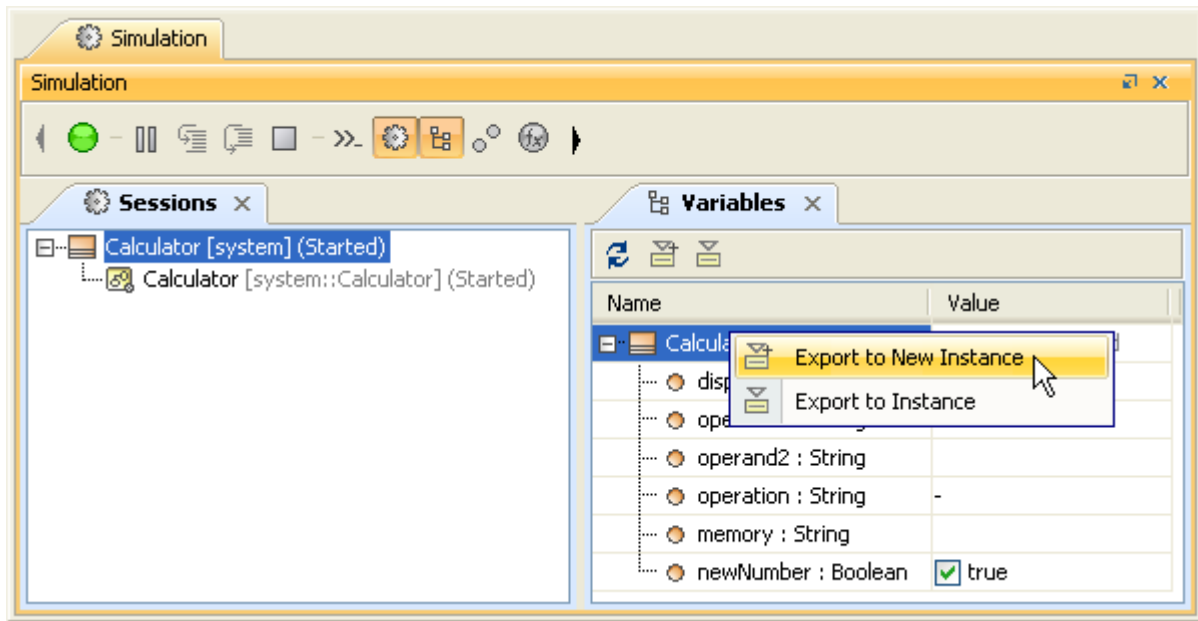 Simulation
Simulation
Sessions
Variables
Calculator [system] (Started)
Calculator [system::Calculator] (Started)
Name Value
Export to New Instance
Export to Instance
operand2 : String
operation : String -
memory : String
newNumber : Boolean true